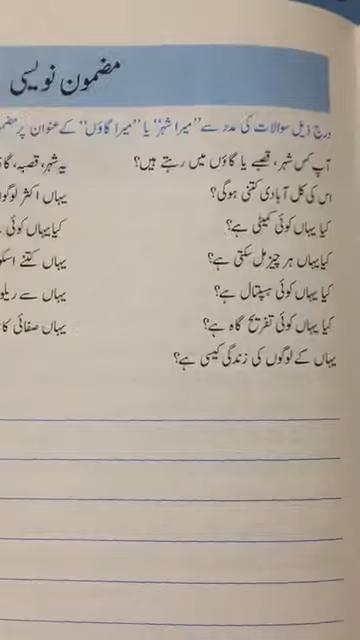 مضمون نویسی
درج ذیل سوالات کی مدد سے ”میرا شہر“ یا ”میرا گاؤں“ کے عنوان پر
آپ کس شہر، قصبے یا گاؤں میں رہتے ہیں؟ یہ شہر، قصبہ،
اس کی کل آبادی کتنی ہوگی؟ یہاں اکثر
کیا یہاں کوئی کمیٹی ہے؟ کیا یہاں کوئی
کیا یہاں ہر چیز مل سکتی ہے؟ یہاں کتنے
کیا یہاں کوئی ہسپتال ہے؟ یہاں سے
کیا یہاں کوئی تفریح گاہ ہے؟ یہاں صفائی کا
یہاں کے لوگوں کی زندگی کیسی ہے؟